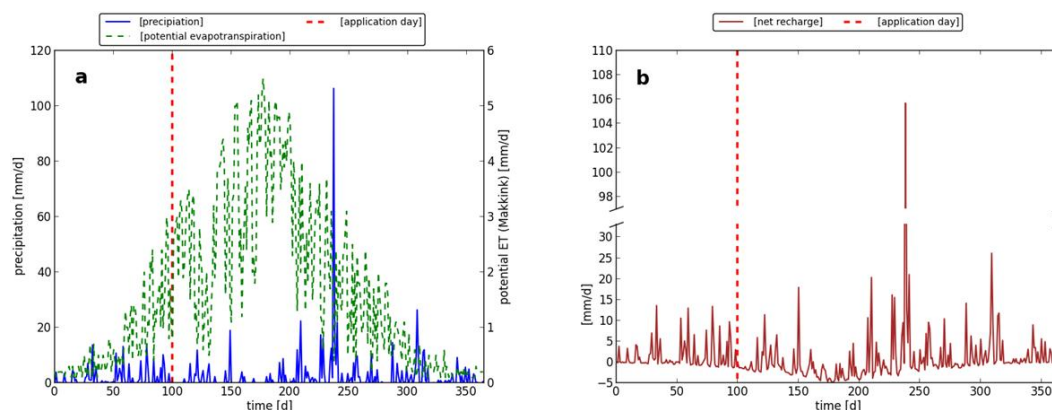 [precipiation]
[application day]
[potential evapotranspiration]
a
precipitation [mm/d]
120
100
80
60
40
20
0
0 50 100 150 200 250 300 350
time [d]
6
5
4
3
2
1
0
potential ET (Makkink) [mm/d]
[net recharge]
[application day]
b
[mm/d]
110
108
106
104
102
100
98
30
25
20
15
10
5
0
−5
0 50 100 150 200 250 300 350
time [d]